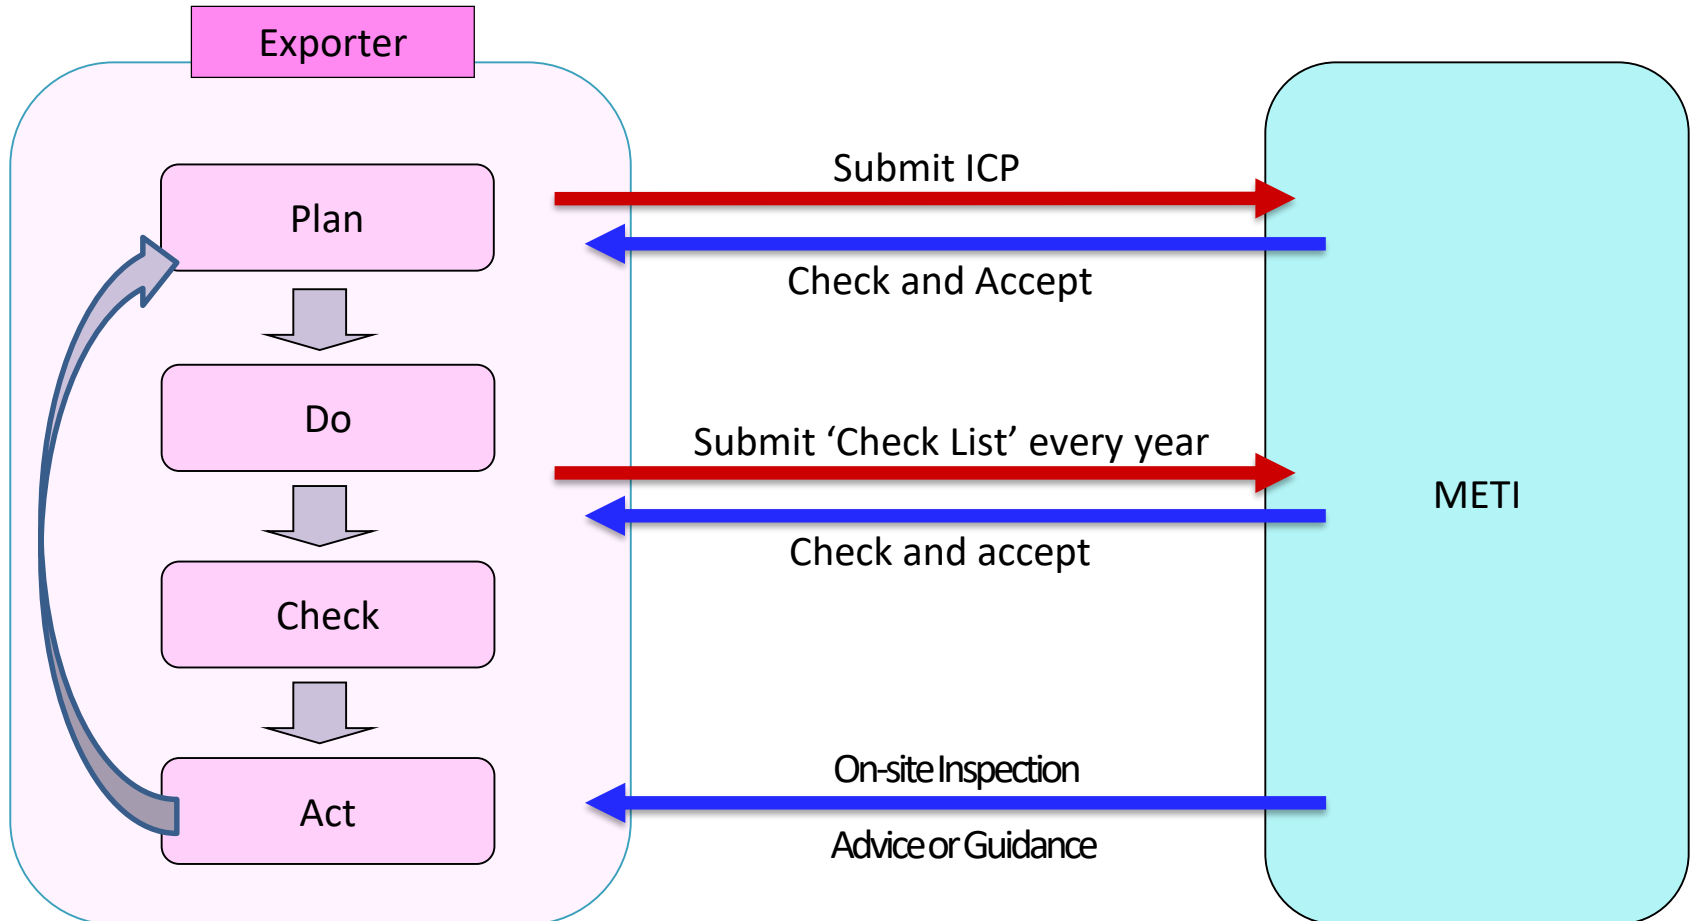 Exporter
Submit ICP
Plan
Check and Accept
Do
Submit ‘Check List’ every year
METI
Check and accept
Check
On-site Inspection
Act
Advice or Guidance